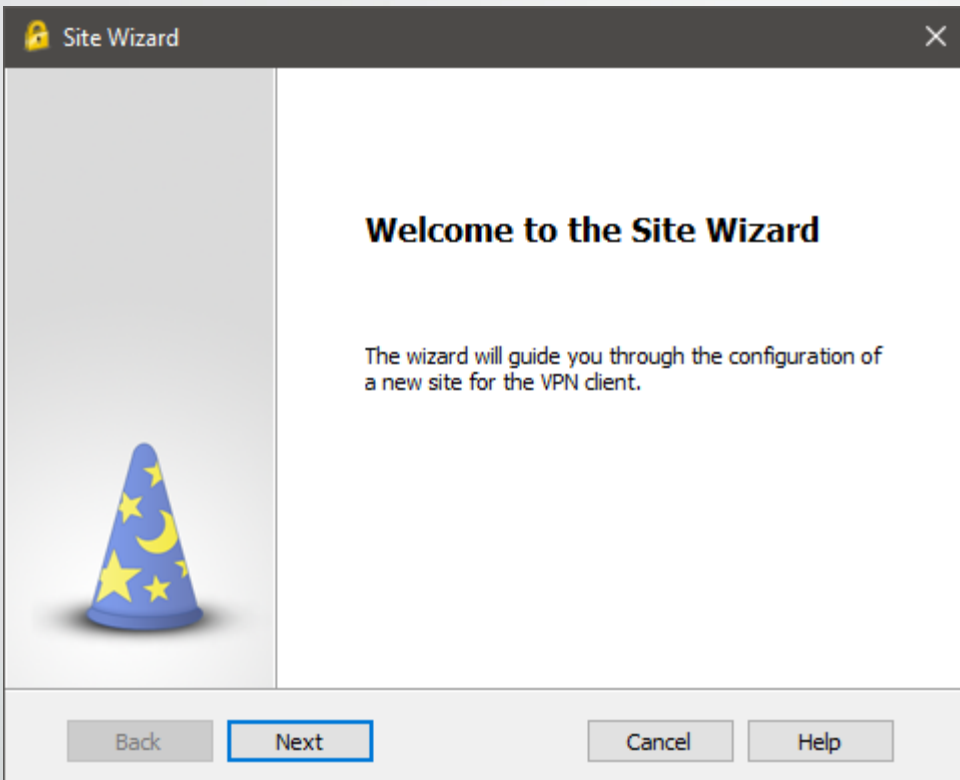 Site Wizard
Welcome to the Site Wizard
The wizard will guide you through the configuration of
a new site for the VPN client.
Back
Next
Cancel
Help